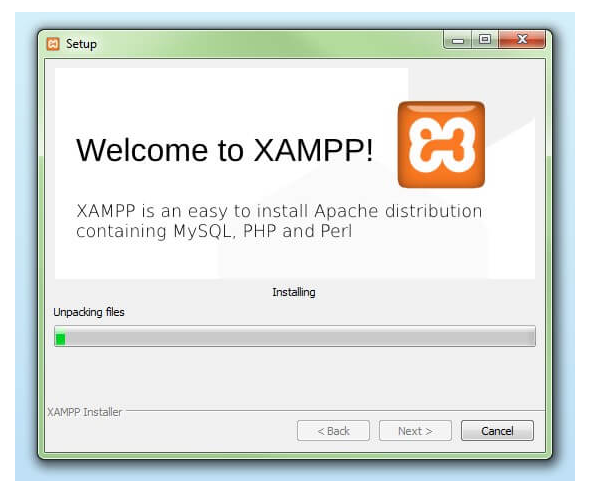 Setup
Welcome to XAMPP!
XAMPP is an easy to install Apache distribution
containing MySQL, PHP and Perl
Installing
Unpacking files
XAMPP Installer
< Back
Next >
Cancel